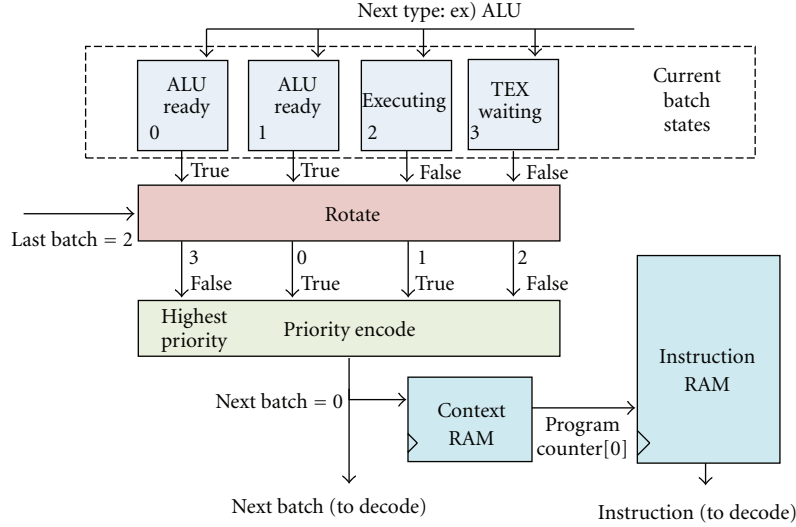 Next type: ex) ALU
ALU
ready
0
ALU
ready
1
Executing
2
TEX
waiting
3
Current
batch
states
True
True
False
False
Rotate
Last batch = 2
3
0
1
2
False
True
True
False
Highest
priority
Priority encode
Next batch = 0
Context
RAM
Program
counter[0]
Instruction
RAM
Next batch (to decode)
Instruction (to decode)